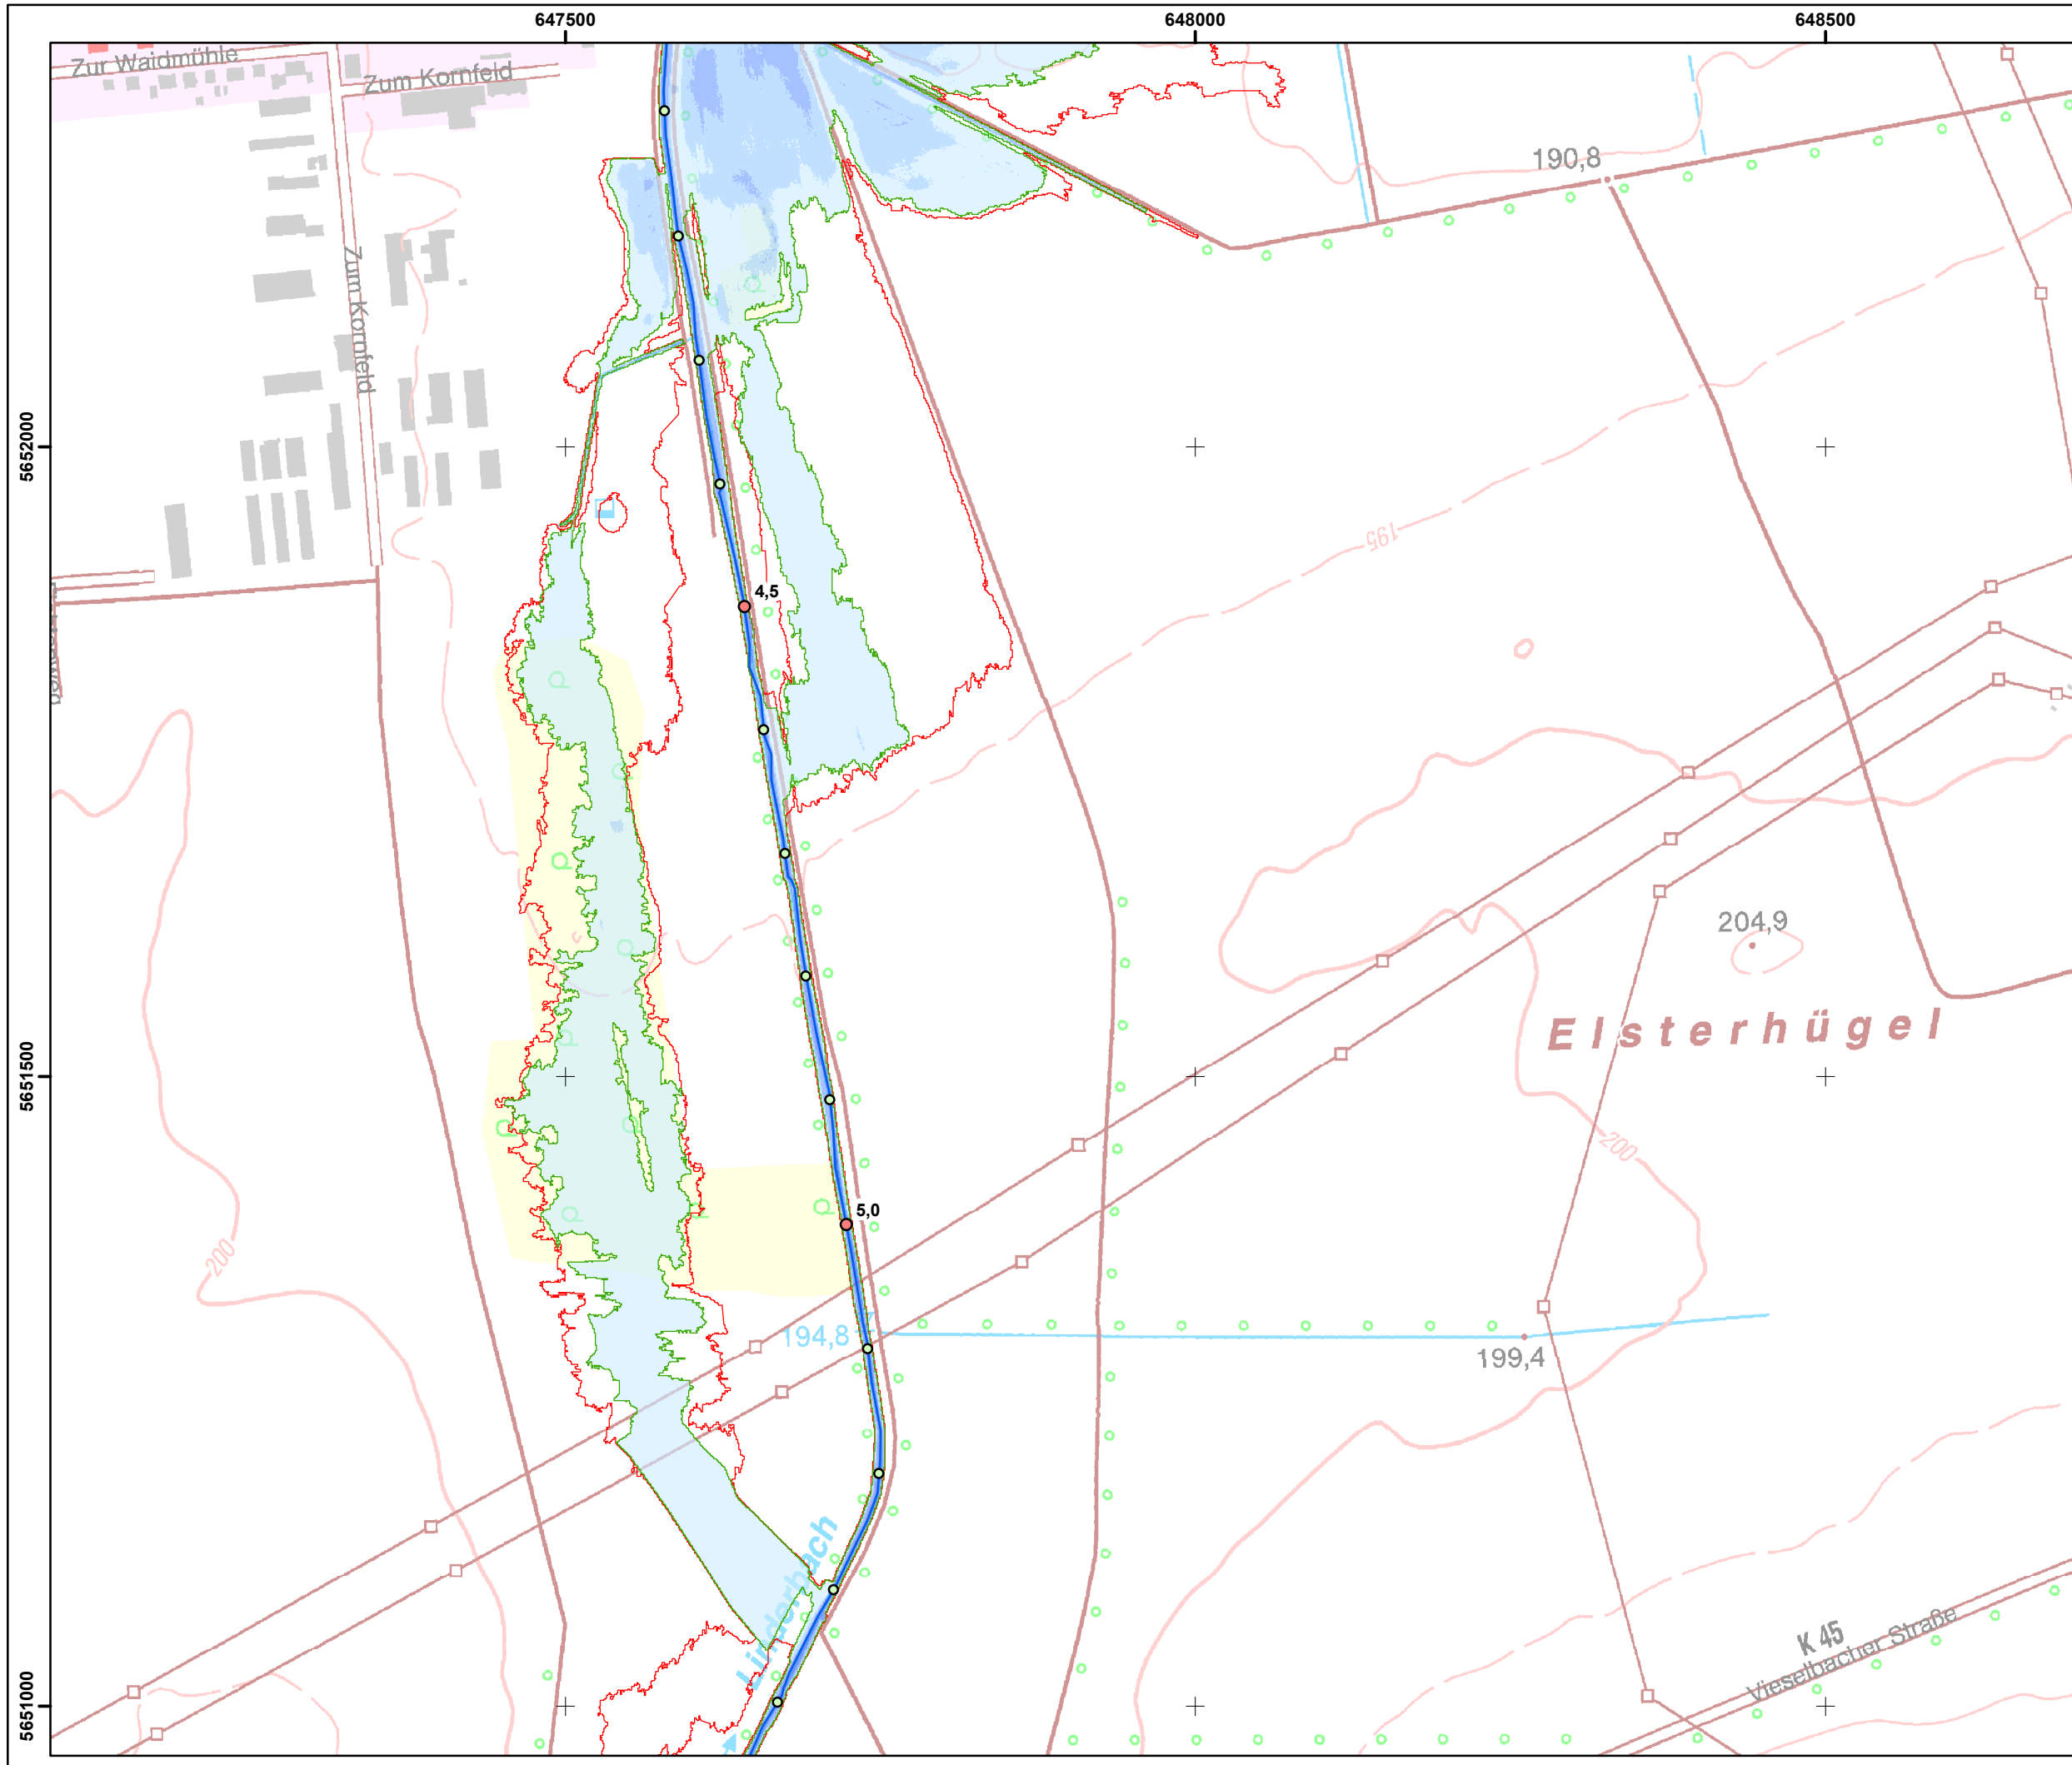 647500
648000
648500
Zur Waidmühle
Zum Kornfeld
190,8
Zum Kornfeld
5652000
195
4,5
204,9
Elsterhügel
5651500
200
5,0
200
194,8
199,4
Linderbach
K 45
Vieselbacher Straße
5651000